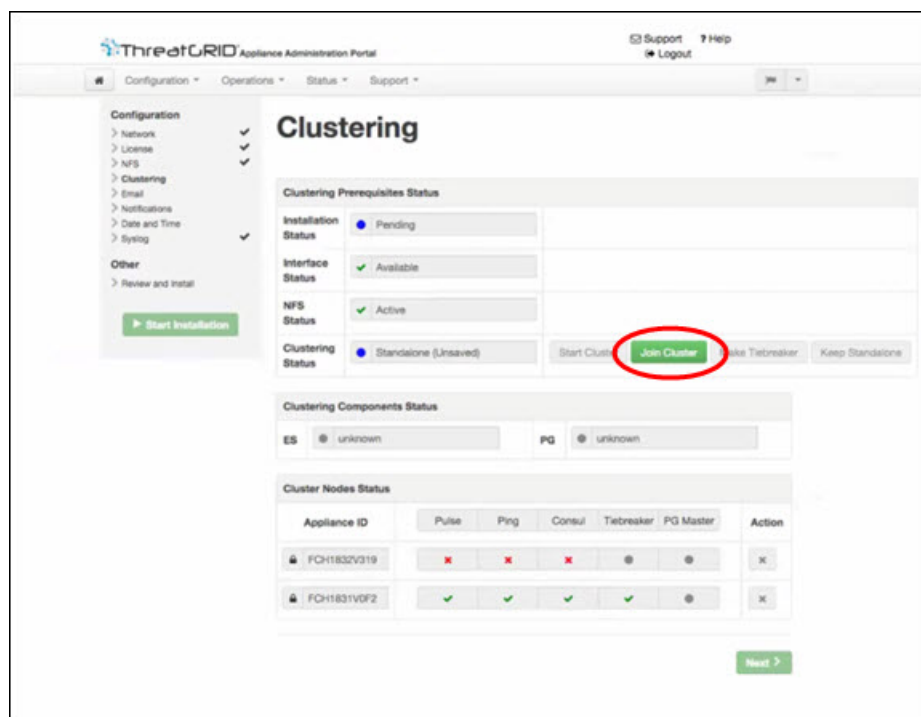 ThreatGRID Appliance Administration Portal
Support ? Help
Logout
Configuration Operations Status Support
Configuration
Network
License
NFS
Clustering
Email
Notifications
Date and Time
Syslog
Other
Review and Install
Start Installation
Clustering
Clustering Prerequisites Status
Installation Status Pending
Interface Status Available
NFS Status Active
Clustering Status Standalone (Unsaved) Start Join Cluster Tiebreaker Keep Standalone
Clustering Components Status
ES unknown PG unknown
Cluster Nodes Status
Appliance ID Pulse Ping Consul Tiebreaker PG Master Action
FCH1832V319
FCH1831V0F2
Next